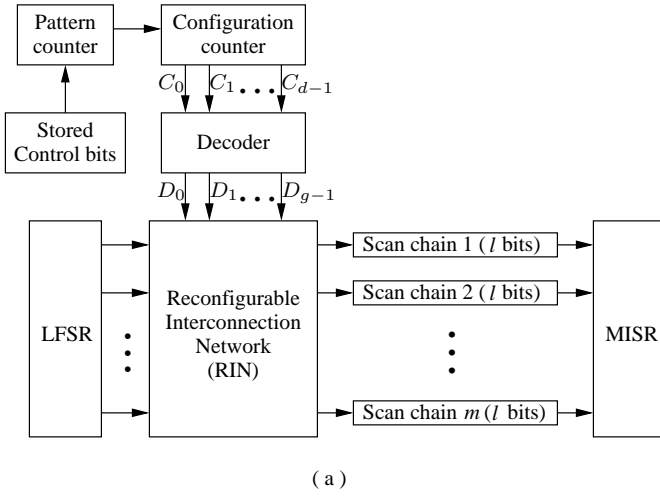 Pattern
counter
Configuration
counter
C0 C1 ... Cd−1
Stored
Control bits
Decoder
D0 D1 ... Dg−1
LFSR
Reconfigurable
Interconnection
Network
(RIN)
Scan chain 1 (l bits)
Scan chain 2 (l bits)
Scan chain m (l bits)
MISR
( a )